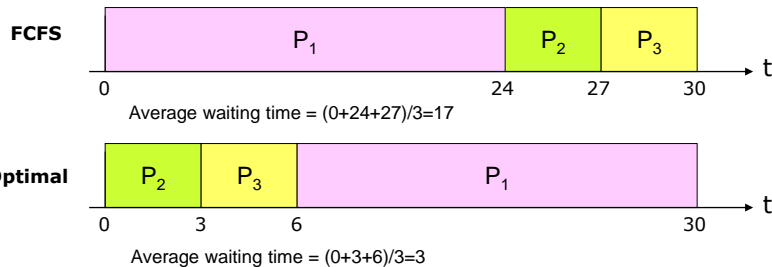 FCFS
P₁ P₂ P₃
t
0 24 27 30
Average waiting time = (0+24+27)/3=17
Optimal
P₂ P₃ P₁
t
0 3 6 30
Average waiting time = (0+3+6)/3=3